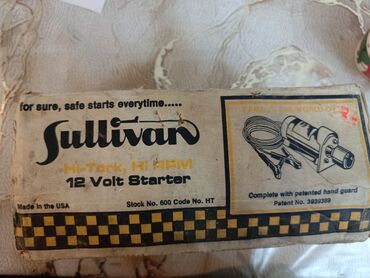 for sure, safe starts everytime.....
Sullivan
Hi-Tork, Hi RPM
12 Volt Starter
Made in the USA
Stock No. 600 Code No. HT
Complete with patented hand guard
Patent No. 3939389